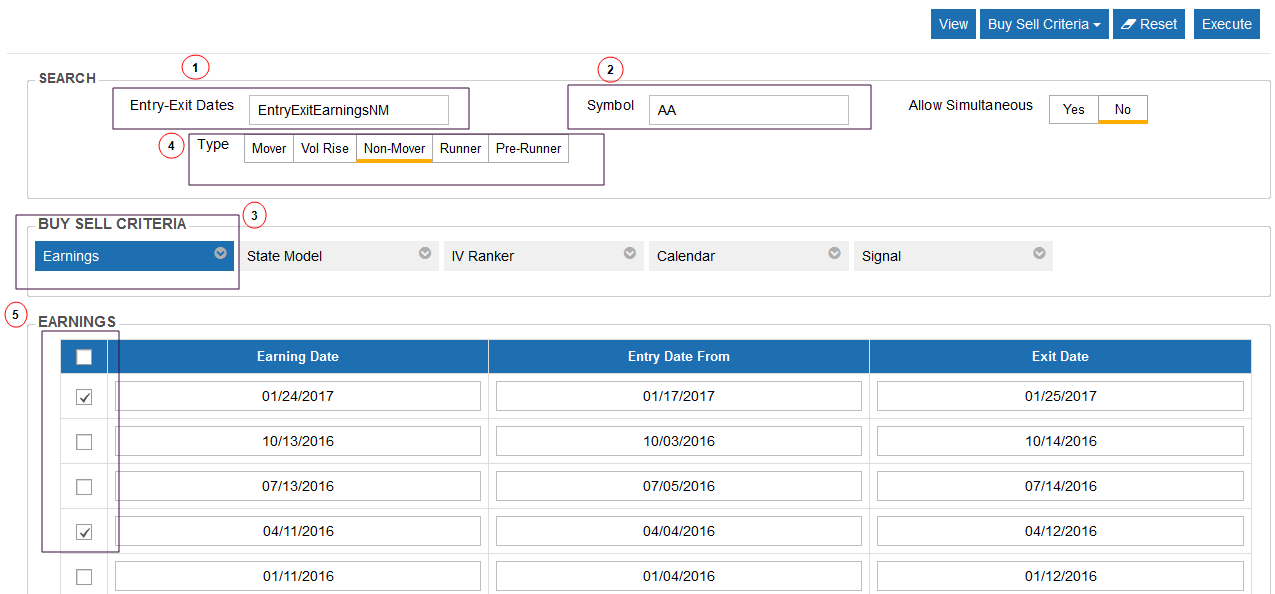 View Buy Sell Criteria Reset Execute
1 2
SEARCH
Entry-Exit Dates EntryExitEarningsNM Symbol AA Allow Simultaneous Yes No
4 Type Mover Vol Rise Non-Mover Runner Pre-Runner
3
BUY SELL CRITERIA
Earnings State Model IV Ranker Calendar Signal
5
EARNINGS
Earning Date Entry Date From Exit Date
01/24/2017 01/17/2017 01/25/2017
10/13/2016 10/03/2016 10/14/2016
07/13/2016 07/05/2016 07/14/2016
04/11/2016 04/04/2016 04/12/2016
01/11/2016 01/04/2016 01/12/2016